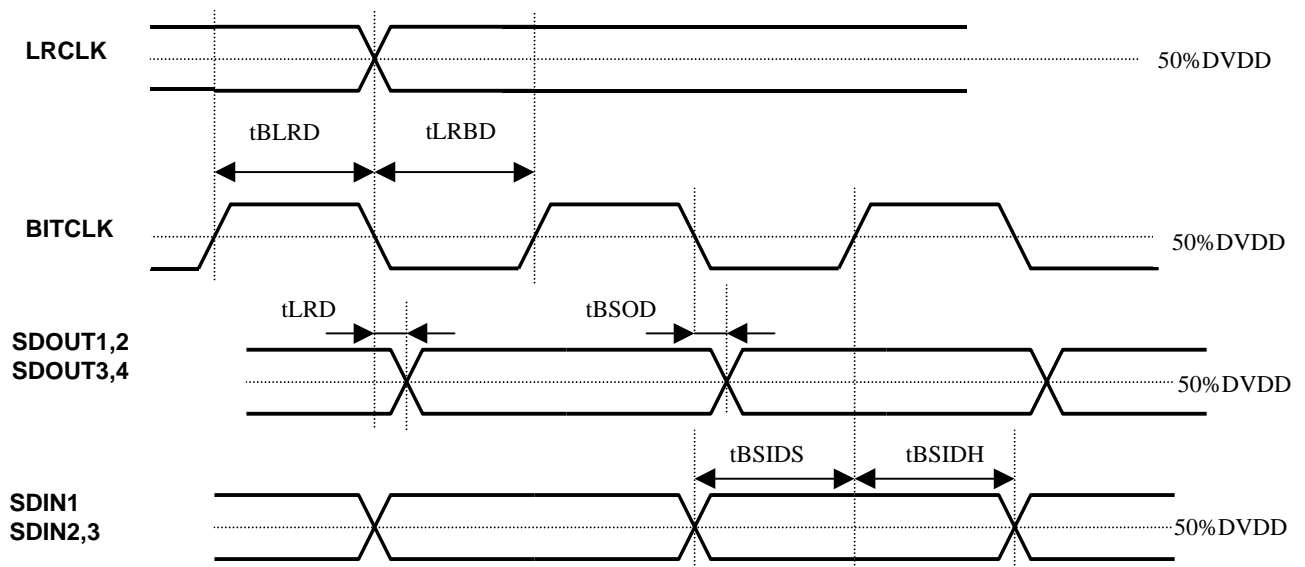 LRCLK
50%DVDD
tBLRD
tLRBD
BITCLK
50%DVDD
tLRD
tBSOD
SDOUT1,2
SDOUT3,4
50%DVDD
tBSIDS
tBSIDH
SDIN1
SDIN2,3
50%DVDD